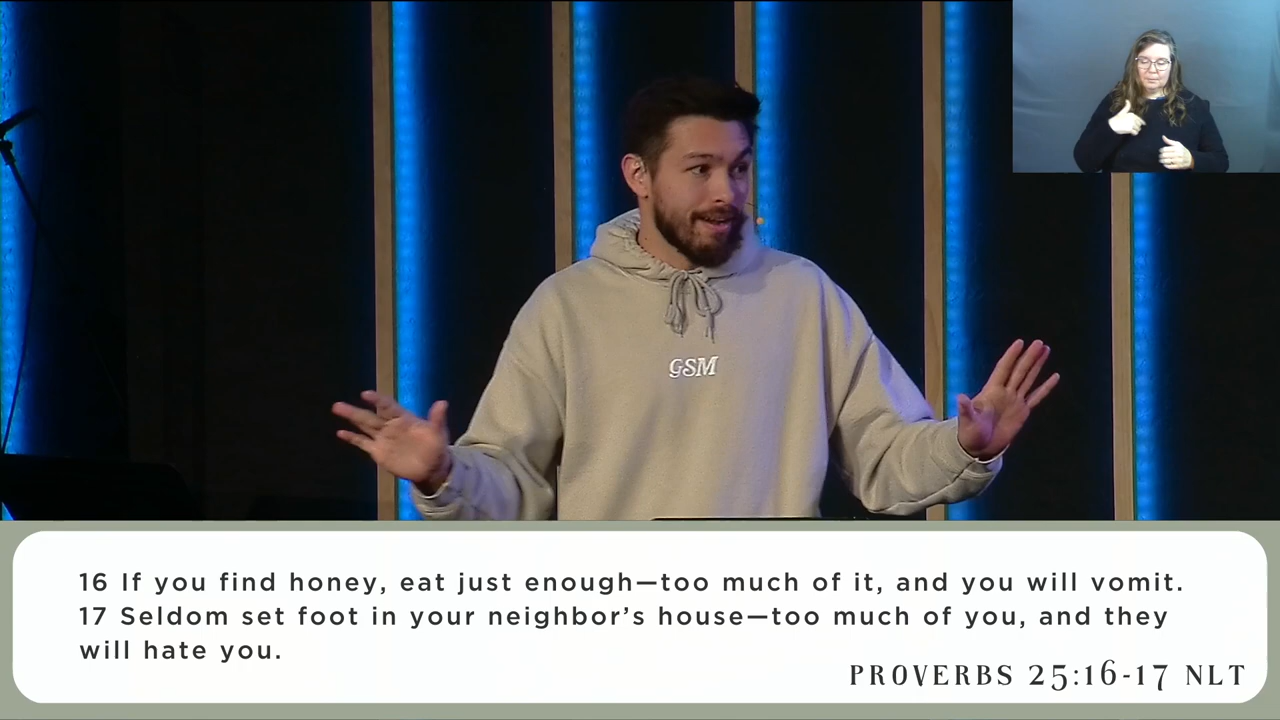 GSM
16 If you find honey, eat just enough—too much of it, and you will vomit.
17 Seldom set foot in your neighbor’s house—too much of you, and they
will hate you.
PROVERBS 25:16-17 NLT